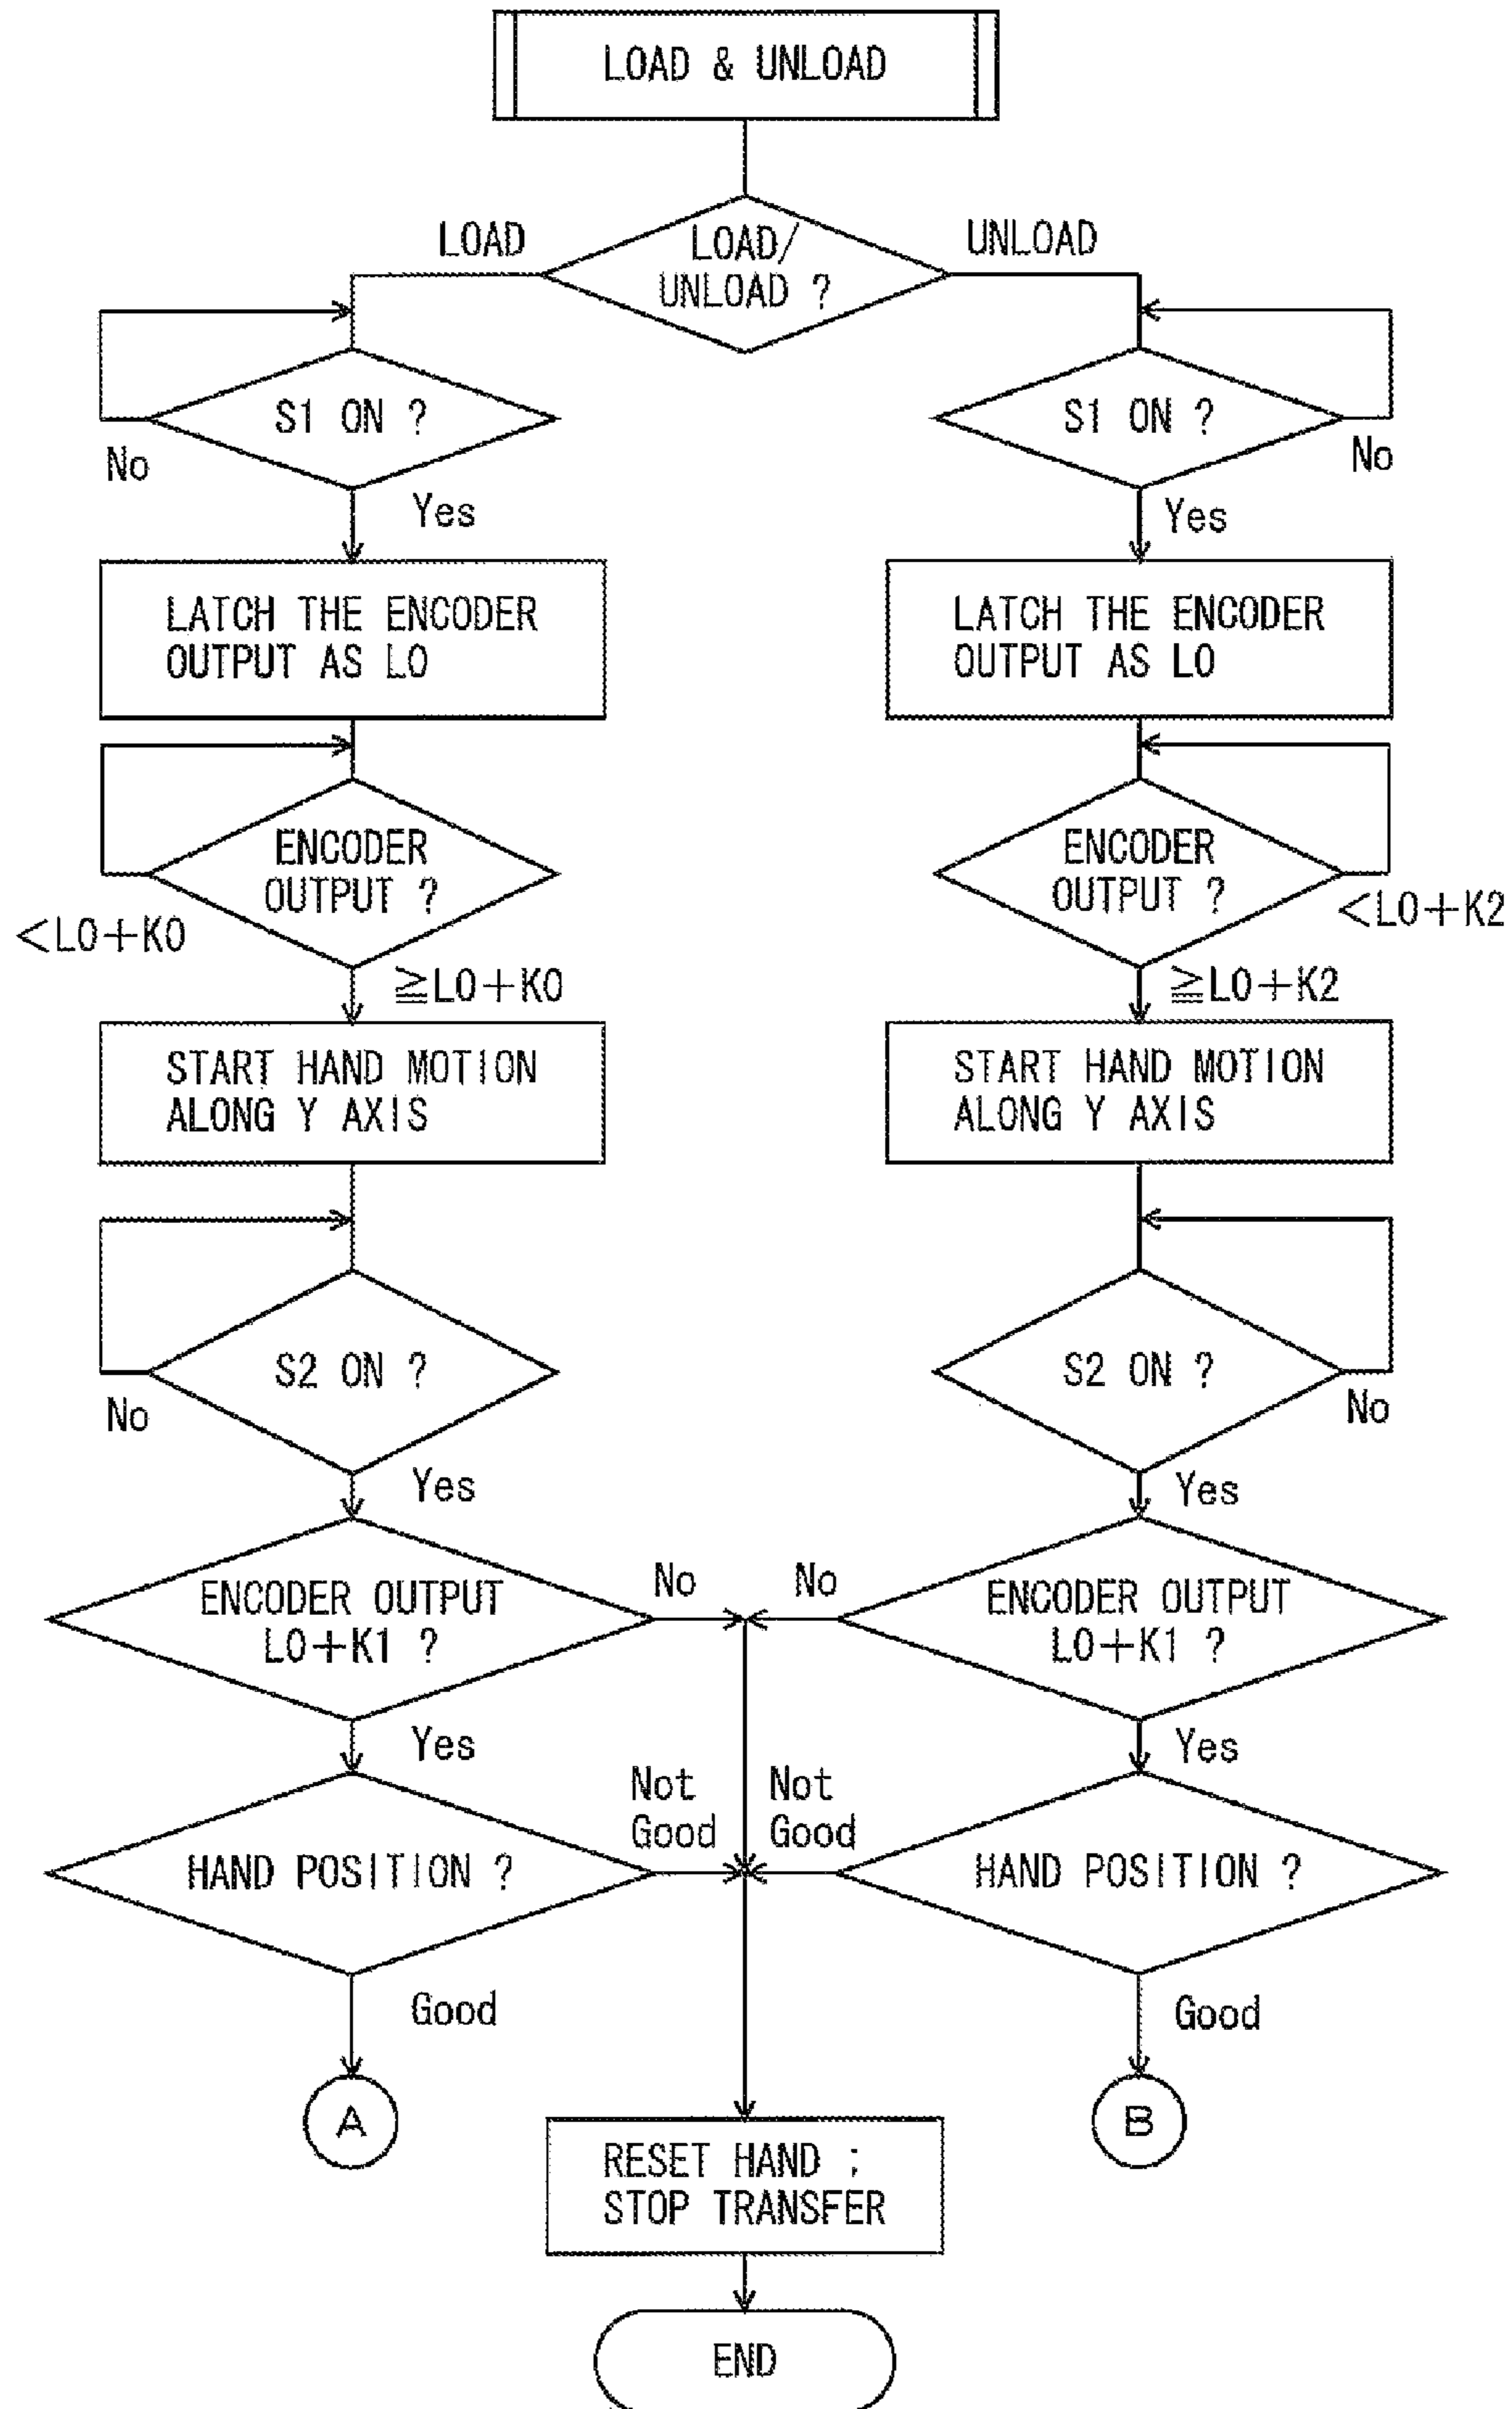 LOAD & UNLOAD
LOAD
LOAD/
UNLOAD ?
UNLOAD
S1 ON ?
No
Yes
S1 ON ?
No
Yes
LATCH THE ENCODER
OUTPUT AS L0
LATCH THE ENCODER
OUTPUT AS L0
ENCODER
OUTPUT ?
<L0+K0
≧L0+K0
ENCODER
OUTPUT ?
<L0+K2
≧L0+K2
START HAND MOTION
ALONG Y AXIS
START HAND MOTION
ALONG Y AXIS
S2 ON ?
No
Yes
S2 ON ?
No
Yes
ENCODER OUTPUT
L0+K1 ?
No
Yes
No
ENCODER OUTPUT
L0+K1 ?
Yes
HAND POSITION ?
Not
Good
Good
Not
Good
HAND POSITION ?
Good
A
B
RESET HAND ;
STOP TRANSFER
END